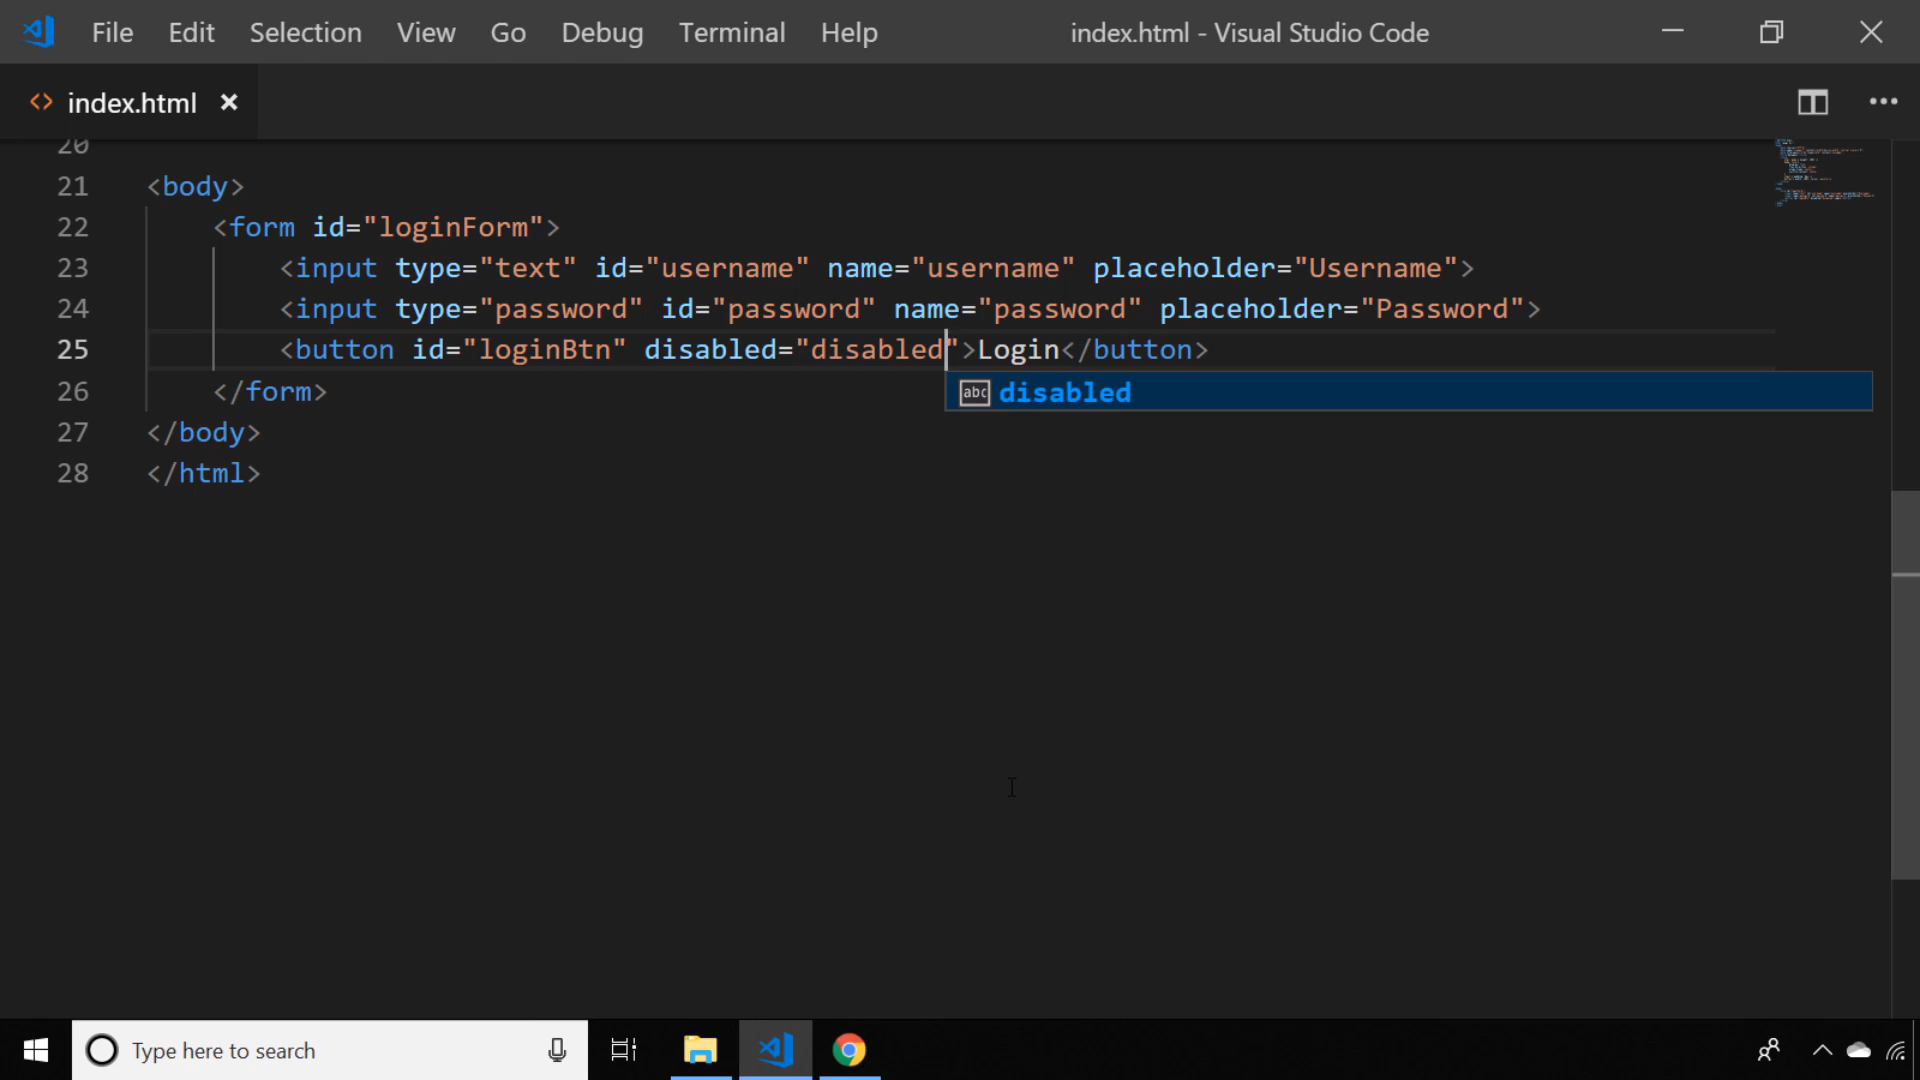 File Edit Selection View Go Debug Terminal Help index.html - Visual Studio Code
<> index.html ×
20
21 <body>
22 <form id="loginForm">
23 <input type="text" id="username" name="username" placeholder="Username">
24 <input type="password" id="password" name="password" placeholder="Password">
25 <button id="loginBtn" disabled="disabled">Login</button>
abc disabled
26 </form>
27 </body>
28 </html>
Type here to search